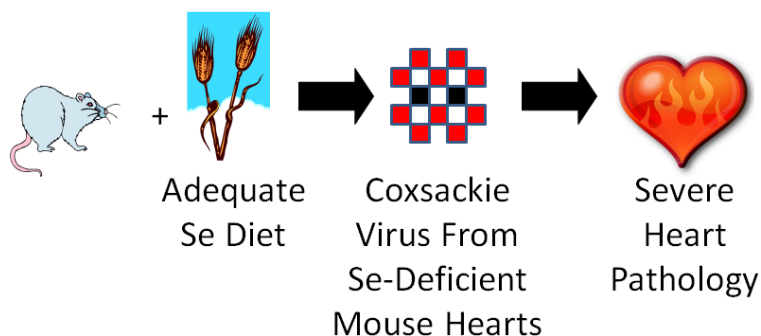 +
Adequate
Se Diet
Coxsackie
Virus From
Se-Deficient
Mouse Hearts
Severe
Heart
Pathology